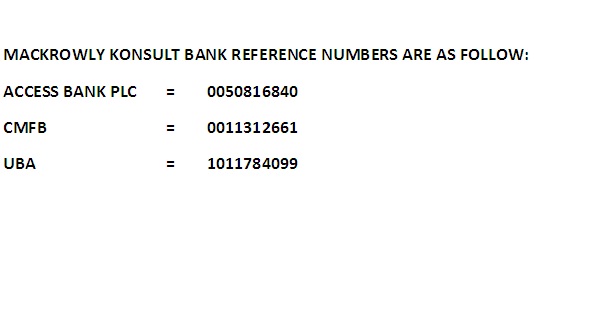 MACKROWLY KONSULT BANK REFERENCE NUMBERS ARE AS FOLLOW:
ACCESS BANK PLC = 0050816840
CMFB = 0011312661
UBA = 1011784099